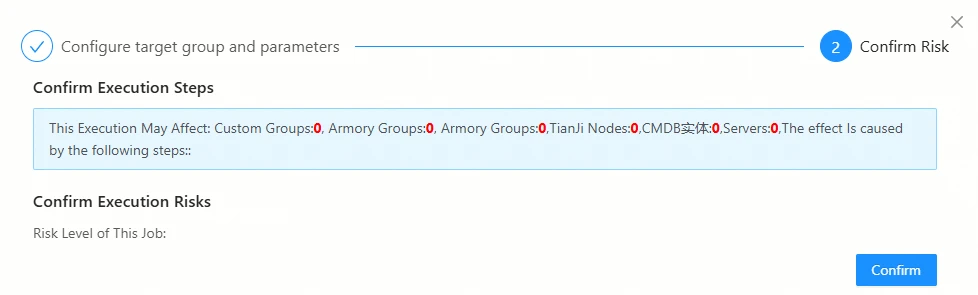 Configure target group and parameters
2 Confirm Risk
Confirm Execution Steps
This Execution May Affect: Custom Groups:0, Armory Groups:0, Armory Groups:0,TianJi Nodes:0,CMDB实体:0,Servers:0,The effect Is caused
by the following steps::
Confirm Execution Risks
Risk Level of This Job:
Confirm